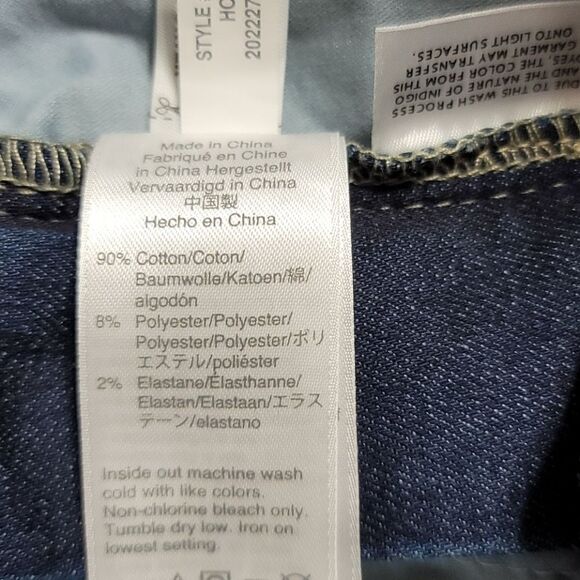 STYLE
HO
202227
DUE TO THIS WASH PROCESS
AND THE NATURE OF INDIGO
DYES, THE COLOR FROM THIS
GARMENT MAY TRANSFER
ONTO LIGHT SURFACES.
Made in China
Fabriqué en Chine
in China Hergestellt
Vervaardigd in China
中国製
Hecho en China
90% Cotton/Coton/
Baumwolle/Katoen/綿/
algodón
8% Polyester/Polyester/
Polyester/Polyester/ポリ
エステル/poliéster
2% Elastane/Élasthanne/
Elastan/Elastaan/エラス
テーン/elastano
Inside out machine wash
cold with like colors.
Non-chlorine bleach only.
Tumble dry low. Iron on
lowest setting.